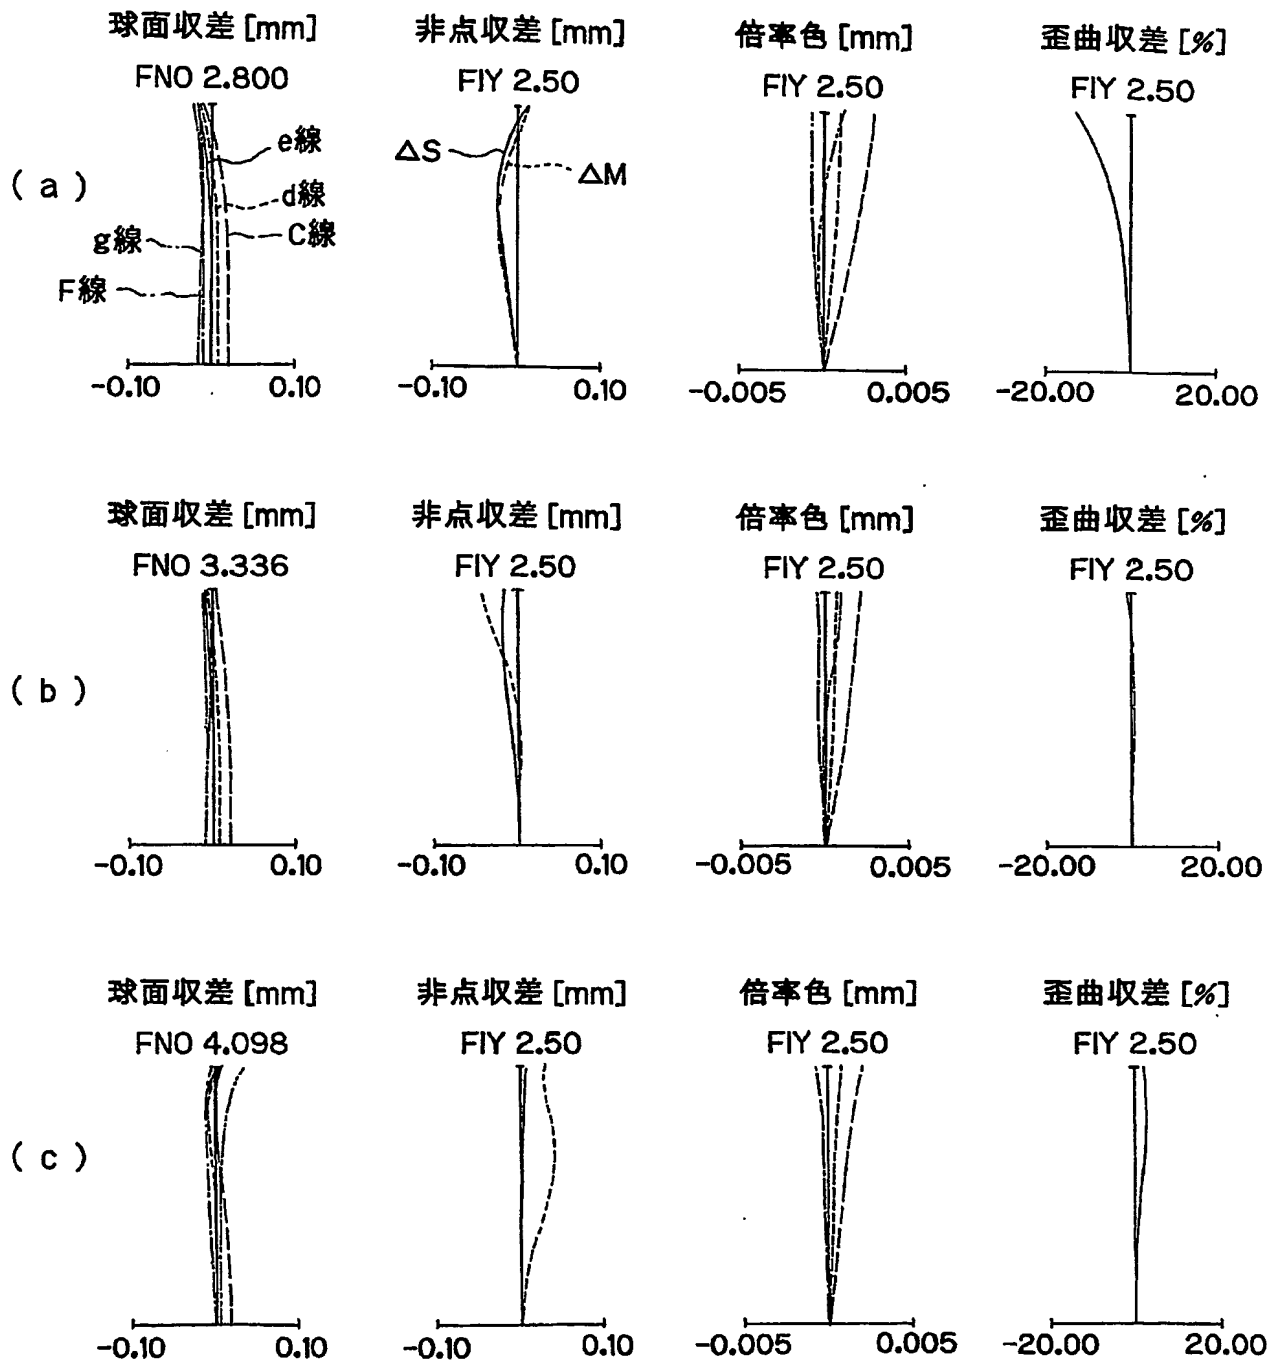 球面収差 [mm] 非点収差 [mm] 倍率色 [mm] 歪曲収差 [%]
FNO 2.800 FIY 2.50 FIY 2.50 FIY 2.50
(a)
e線
d線
C線
g線
F線
ΔS
ΔM
-0.10 0.10 -0.10 0.10 -0.005 0.005 -20.00 20.00
球面収差 [mm] 非点収差 [mm] 倍率色 [mm] 歪曲収差 [%]
FNO 3.336 FIY 2.50 FIY 2.50 FIY 2.50
(b)
-0.10 0.10 -0.10 0.10 -0.005 0.005 -20.00 20.00
球面収差 [mm] 非点収差 [mm] 倍率色 [mm] 歪曲収差 [%]
FNO 4.098 FIY 2.50 FIY 2.50 FIY 2.50
(c)
-0.10 0.10 -0.10 0.10 -0.005 0.005 -20.00 20.00